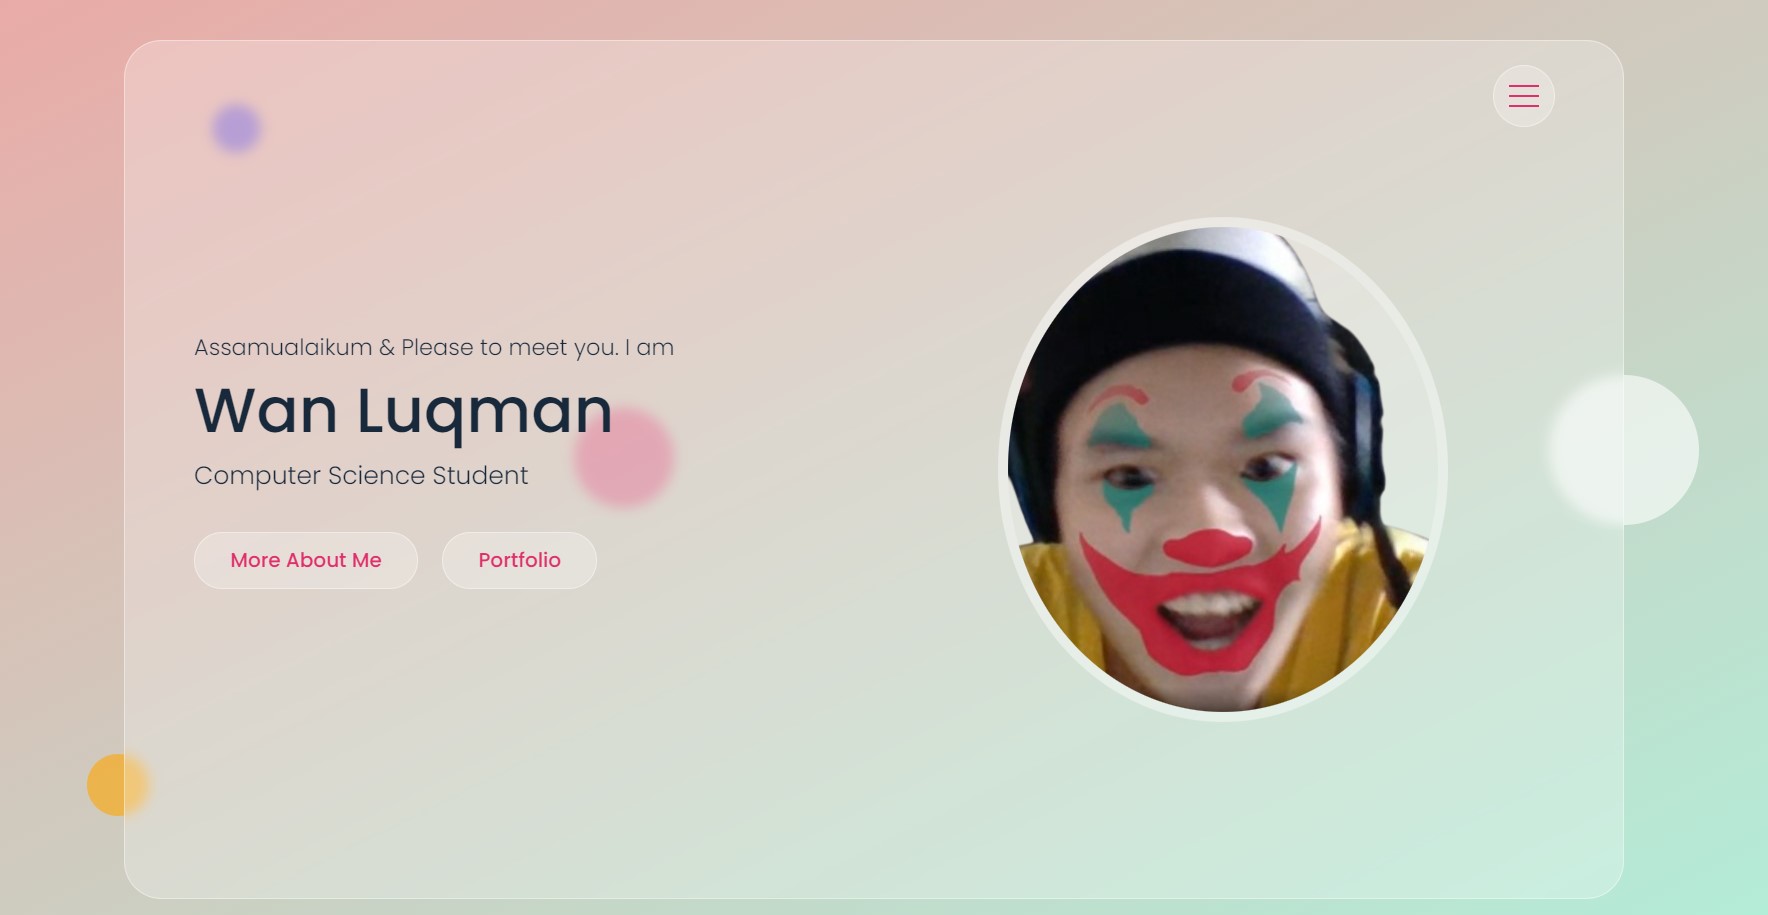 Assamualaikum & Please to meet you. I am
Wan Luqman
Computer Science Student
More About Me
Portfolio